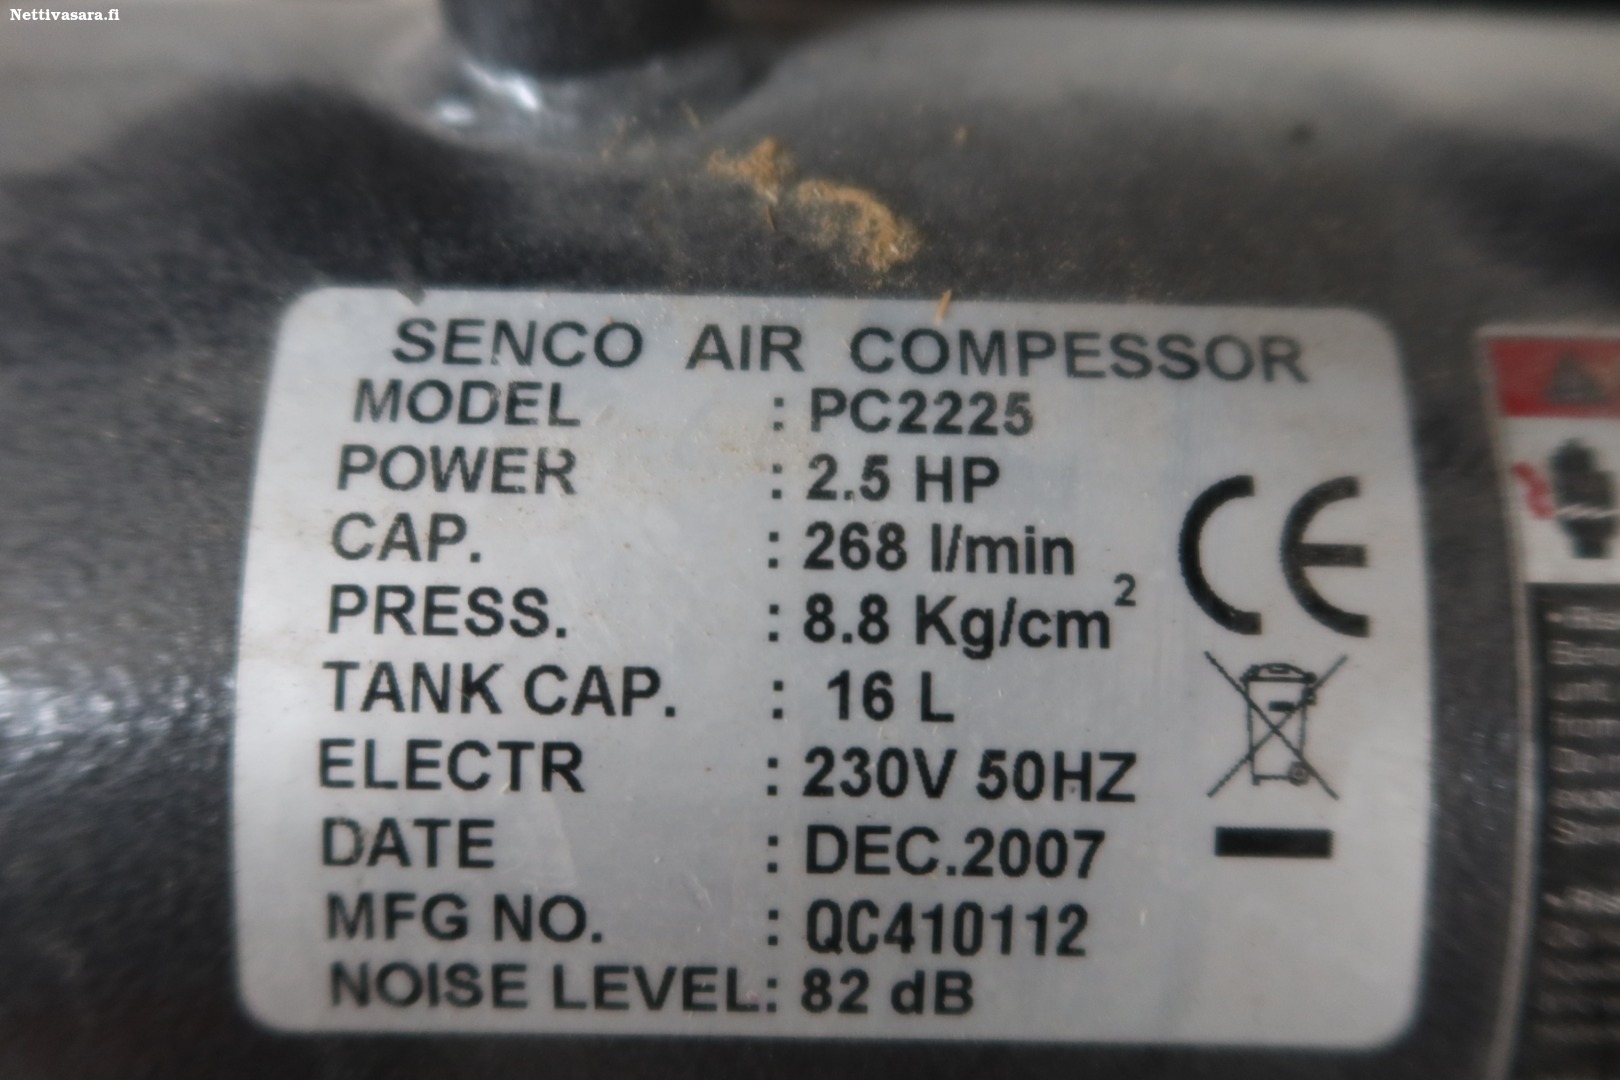 Nettivasara.fi
SENCO AIR COMPESSOR
MODEL : PC2225
POWER : 2.5 HP
CAP. : 268 l/min
PRESS. : 8.8 Kg/cm²
TANK CAP. : 16 L
ELECTR : 230V 50HZ
DATE : DEC.2007
MFG NO. : QC410112
NOISE LEVEL: 82 dB
CE